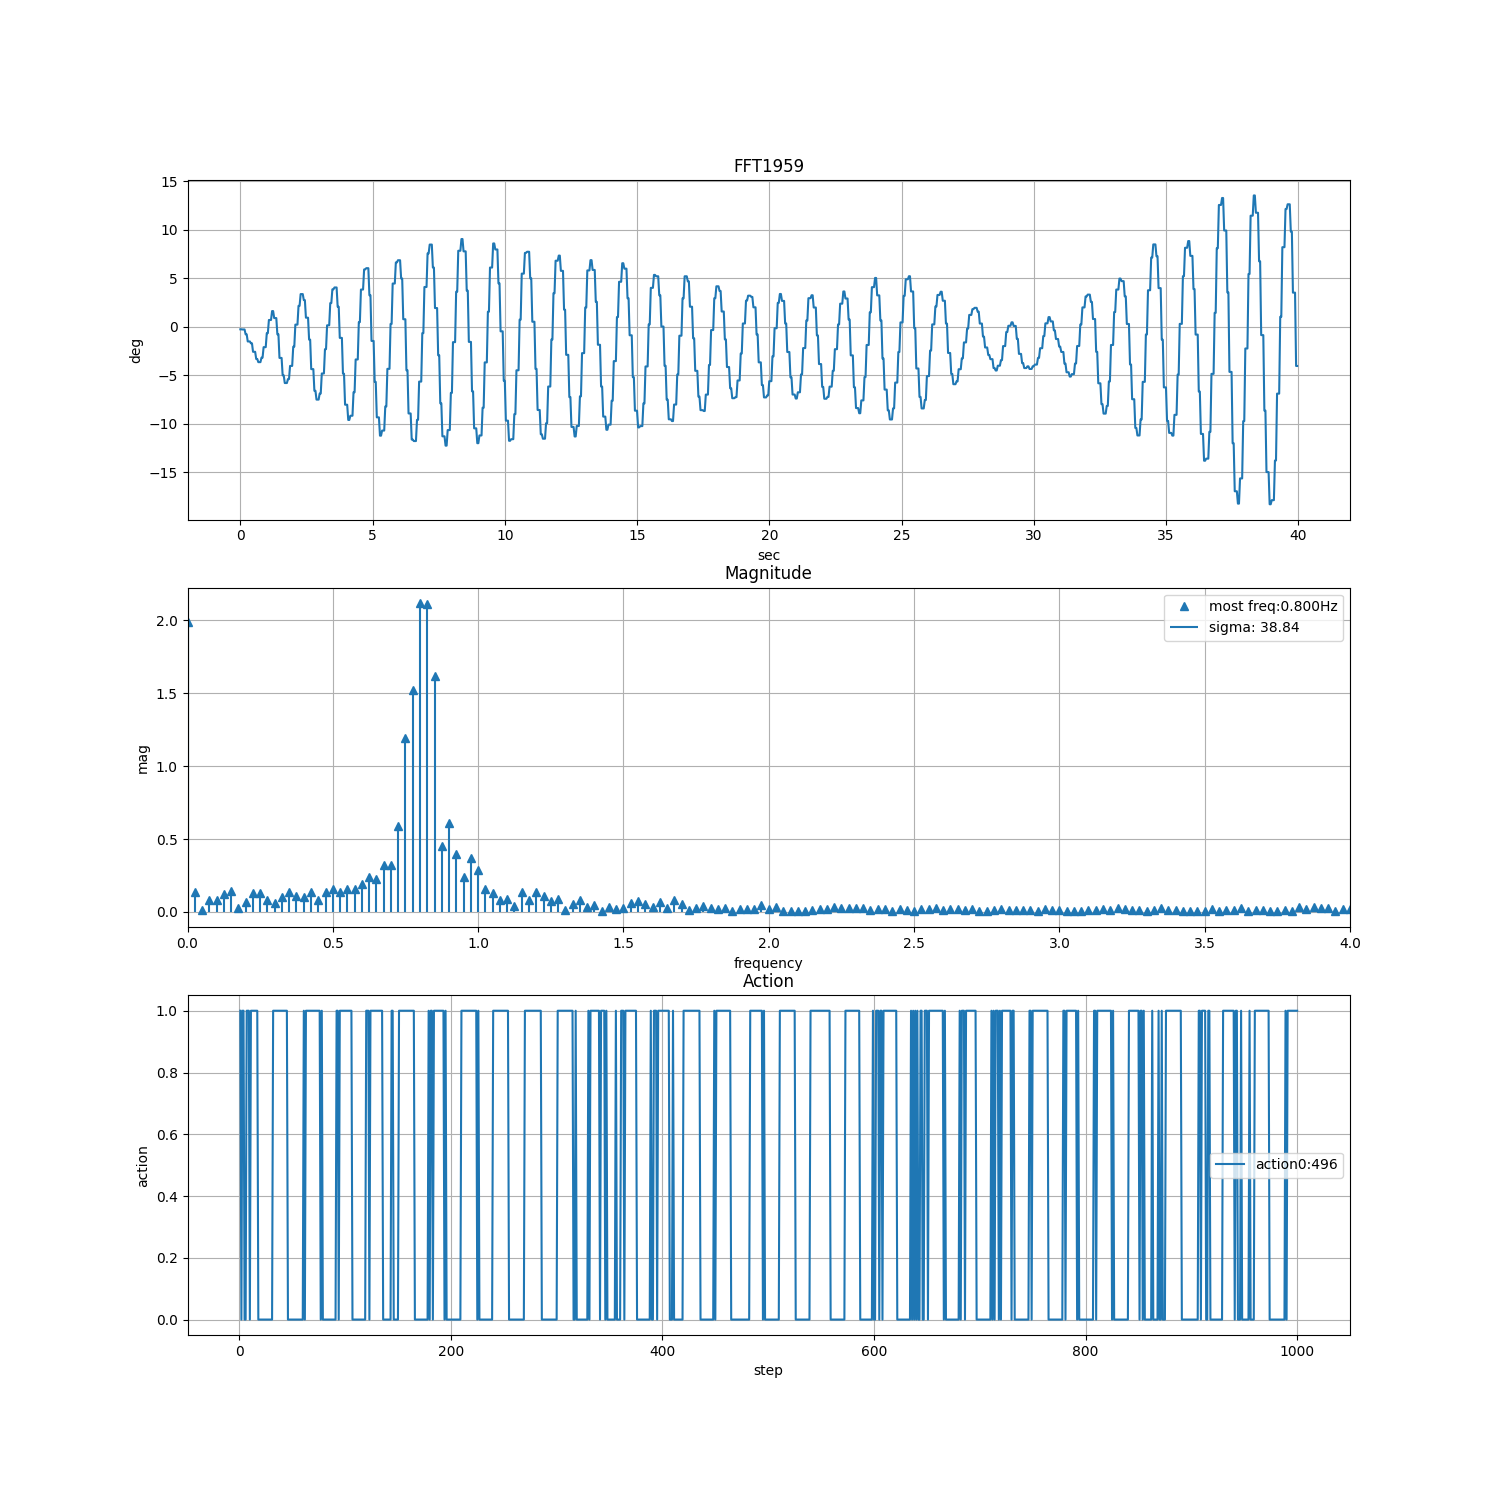 FFT1959
15
10
5
0
−5
−10
−15
deg
0 5 10 15 20 25 30 35 40
sec
Magnitude
most freq:0.800Hz
sigma: 38.84
2.0
1.5
1.0
0.5
0.0
mag
0.0 0.5 1.0 1.5 2.0 2.5 3.0 3.5 4.0
frequency
Action
1.0
0.8
0.6
0.4
0.2
0.0
action
action0:496
0 200 400 600 800 1000
step